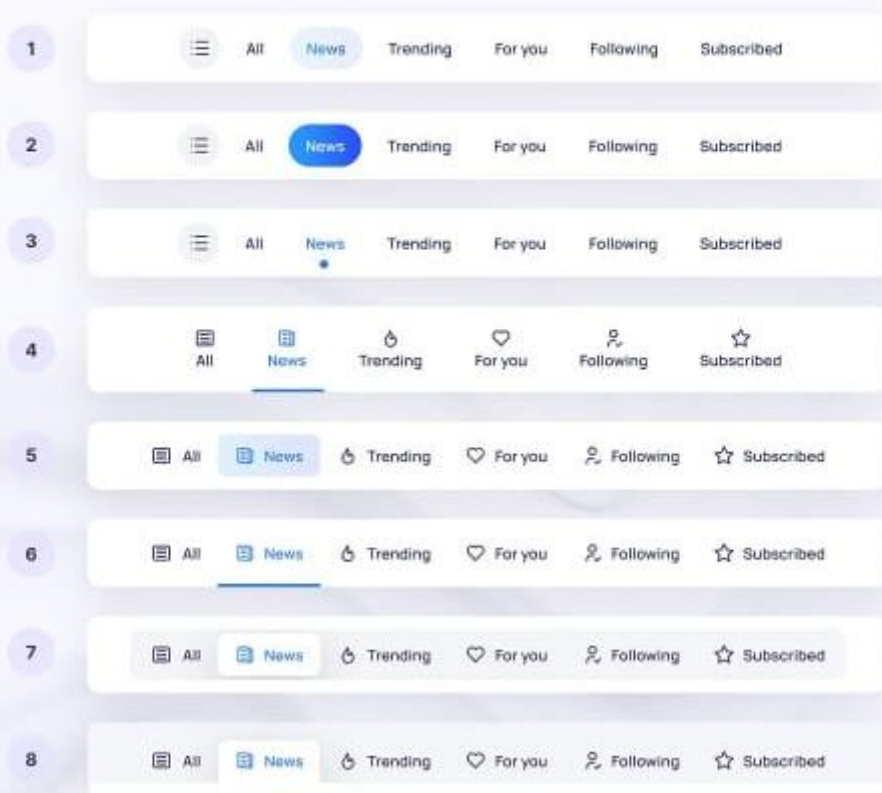 1 All News Trending For you Following Subscribed
2 All News Trending For you Following Subscribed
3 All News Trending For you Following Subscribed
4 All News Trending For you Following Subscribed
5 All News Trending For you Following Subscribed
6 All News Trending For you Following Subscribed
7 All News Trending For you Following Subscribed
8 All News Trending For you Following Subscribed